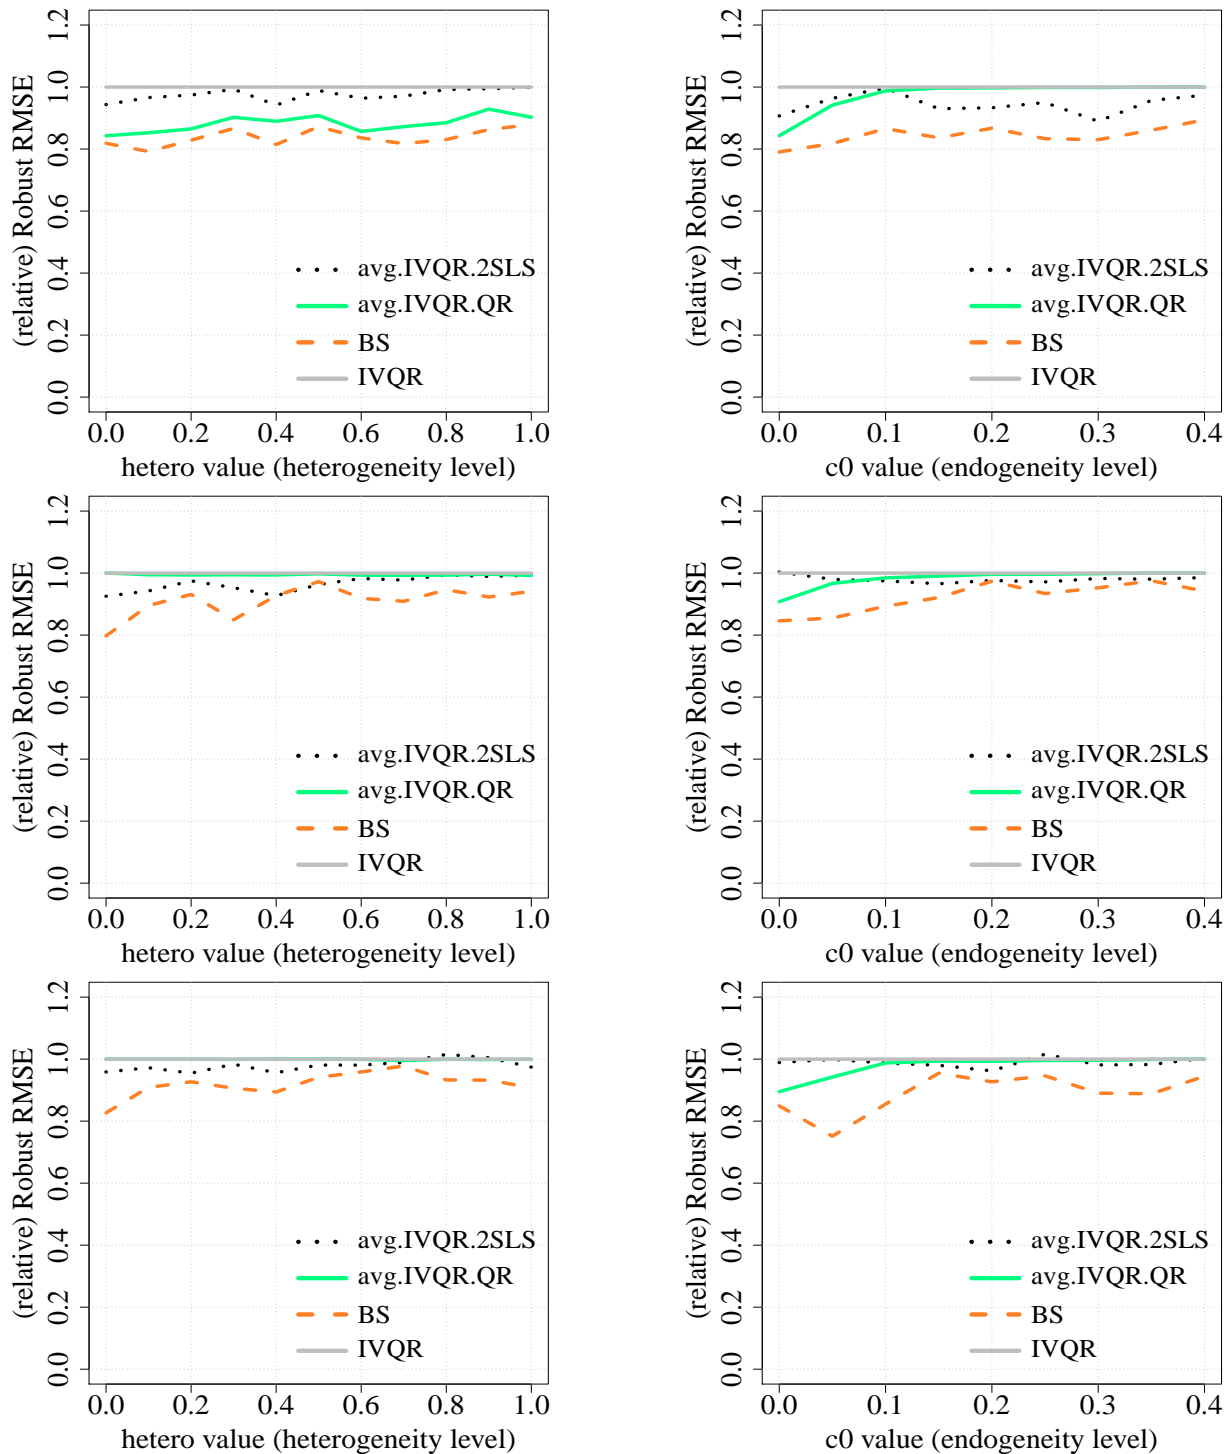 (relative) Robust RMSE
0.0 0.2 0.4 0.6 0.8 1.0 1.2
avg.IVQR.2SLS
avg.IVQR.QR
BS
IVQR
0.0 0.2 0.4 0.6 0.8 1.0
hetero value (heterogeneity level)
(relative) Robust RMSE
0.0 0.2 0.4 0.6 0.8 1.0 1.2
avg.IVQR.2SLS
avg.IVQR.QR
BS
IVQR
0.0 0.1 0.2 0.3 0.4
c0 value (endogeneity level)
(relative) Robust RMSE
0.0 0.2 0.4 0.6 0.8 1.0 1.2
avg.IVQR.2SLS
avg.IVQR.QR
BS
IVQR
0.0 0.2 0.4 0.6 0.8 1.0
hetero value (heterogeneity level)
(relative) Robust RMSE
0.0 0.2 0.4 0.6 0.8 1.0 1.2
avg.IVQR.2SLS
avg.IVQR.QR
BS
IVQR
0.0 0.1 0.2 0.3 0.4
c0 value (endogeneity level)
(relative) Robust RMSE
0.0 0.2 0.4 0.6 0.8 1.0 1.2
avg.IVQR.2SLS
avg.IVQR.QR
BS
IVQR
0.0 0.2 0.4 0.6 0.8 1.0
hetero value (heterogeneity level)
(relative) Robust RMSE
0.0 0.2 0.4 0.6 0.8 1.0 1.2
avg.IVQR.2SLS
avg.IVQR.QR
BS
IVQR
0.0 0.1 0.2 0.3 0.4
c0 value (endogeneity level)